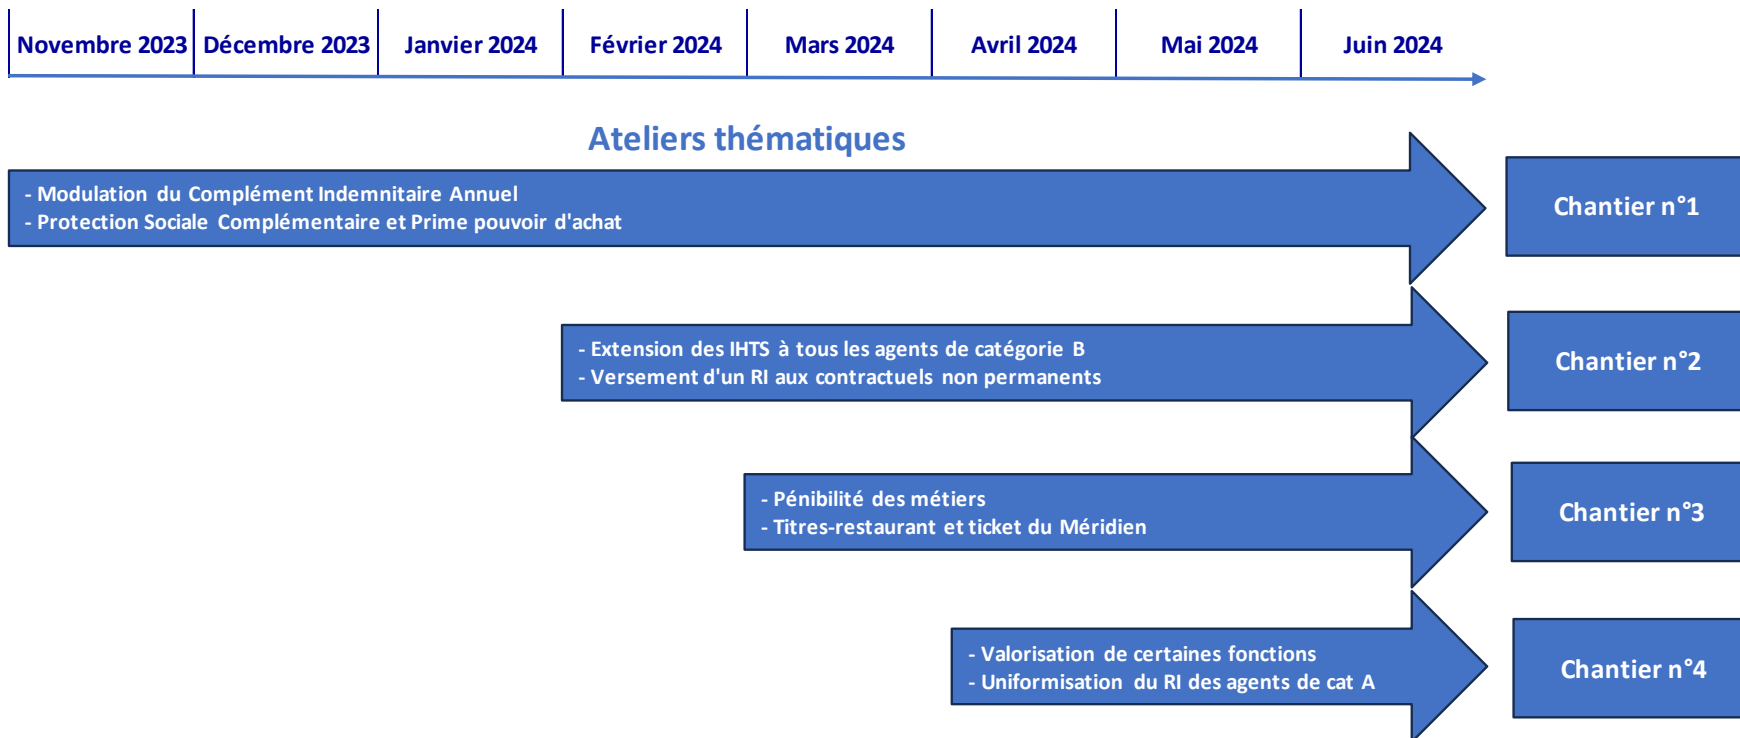 Novembre 2023 Décembre 2023 Janvier 2024 Février 2024 Mars 2024 Avril 2024 Mai 2024 Juin 2024
Ateliers thématiques
- Modulation du Complément Indemnitaire Annuel
- Protection Sociale Complémentaire et Prime pouvoir d'achat
Chantier n°1
- Extension des IHTS à tous les agents de catégorie B
- Versement d'un RI aux contractuels non permanents
Chantier n°2
- Pénibilité des métiers
- Titres-restaurant et ticket du Méridien
Chantier n°3
- Valorisation de certaines fonctions
- Uniformisation du RI des agents de cat A
Chantier n°4